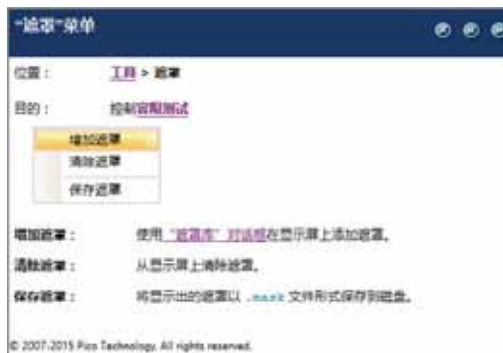 “遮罩”菜单
位置： 工具 > 遮罩
目的： 控制容限测试
增加遮罩
清除遮罩
保存遮罩
增加遮罩： 使用 “遮罩库” 对话框在显示屏上添加遮罩。
清除遮罩： 从显示屏上清除遮罩。
保存遮罩： 将显示出的遮罩以 .mask 文件形式保存到磁盘。
© 2007-2015 Pico Technology. All rights reserved.